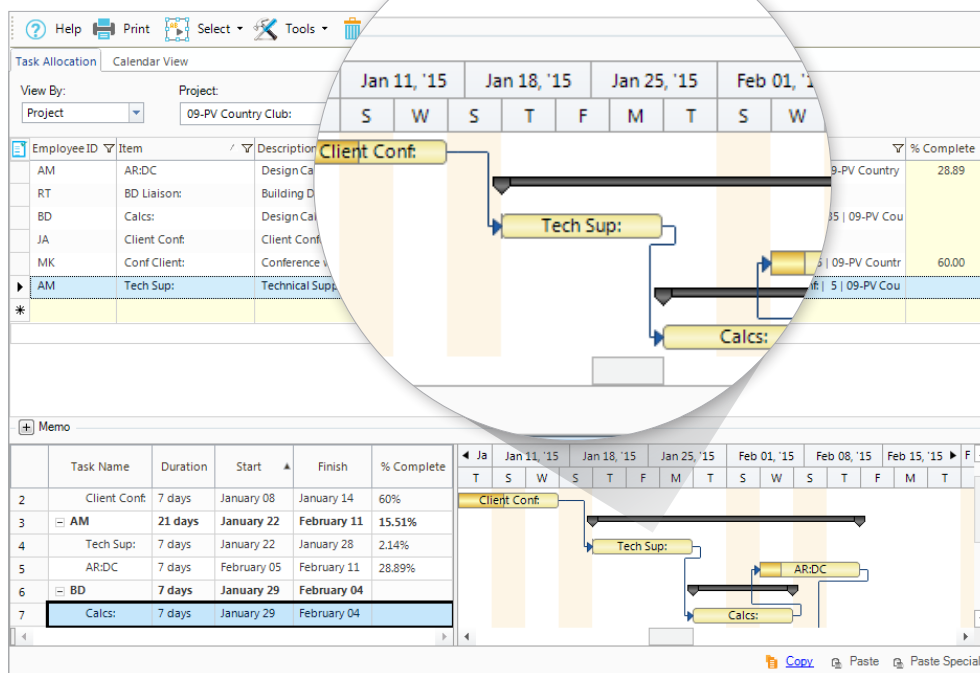 Help Print Select Tools
Task Allocation Calendar View
View By: Project:
Project 09-PV Country Club:
Jan 11, '15 Jan 18, '15 Jan 25, '15 Feb 01, '1
S W S T F M T S W
Client Conf:
Tech Sup:
Calcs:
Employee ID Item Description % Complete
AM AR:DC Design Ca 9-PV Country 28.89
RT BD Liaison: Building D
BD Calcs: Design Cal 35 | 09-PV Cou
JA Client Conf: Client Conf
MK Conf Client: Conference w 5 | 09-PV Countr 60.00
AM Tech Sup: Technical Supp nf: | 5 | 09-PV Cou
Memo
Task Name Duration Start Finish % Complete
2 Client Conf: 7 days January 08 January 14 60%
3 AM 21 days January 22 February 11 15.51%
4 Tech Sup: 7 days January 22 January 28 2.14%
5 AR:DC 7 days February 05 February 11 28.89%
6 BD 7 days January 29 February 04
7 Calcs: 7 days January 29 February 04
Ja Jan 11, '15 Jan 18, '15 Jan 25, '15 Feb 01, '15 Feb 08, '15 Feb 15, '15 F
T S W S T F M T S W S T F M T
Client Conf:
Tech Sup:
AR:DC
Calcs:
Copy Paste Paste Special